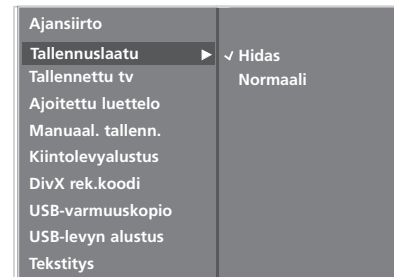 Ajansiirto
Tallennuslaatu
Tallennettu tv
Ajoitettu luettelo
Manuaal. tallenn.
Kiintolevyalustus
DivX rek.koodi
USB-varmuuskopio
USB-levyn alustus
Tekstitys
Hidas
Normaali